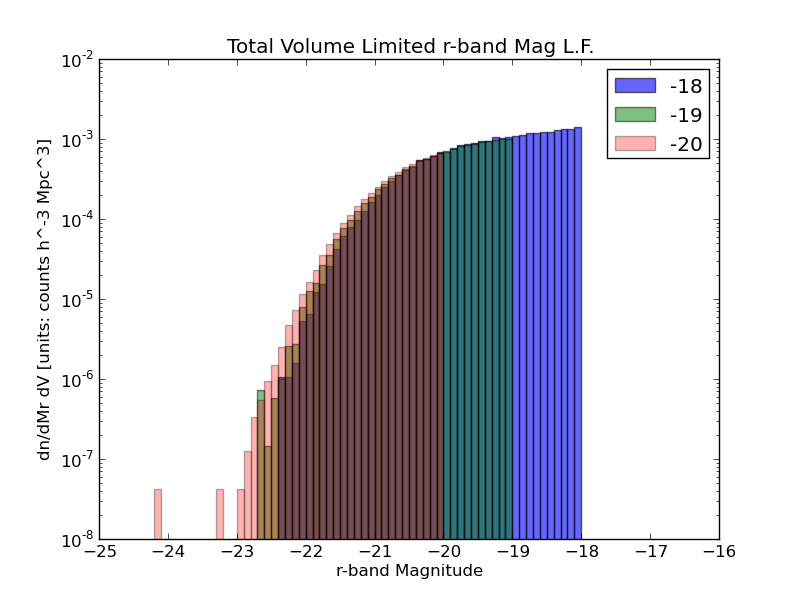 Total Volume Limited r-band Mag L.F.
dn/dMr dV [units: counts h^-3 Mpc^3]
10^-2
10^-3
10^-4
10^-5
10^-6
10^-7
10^-8
-18
-19
-20
−25 −24 −23 −22 −21 −20 −19 −18 −17 −16
r-band Magnitude